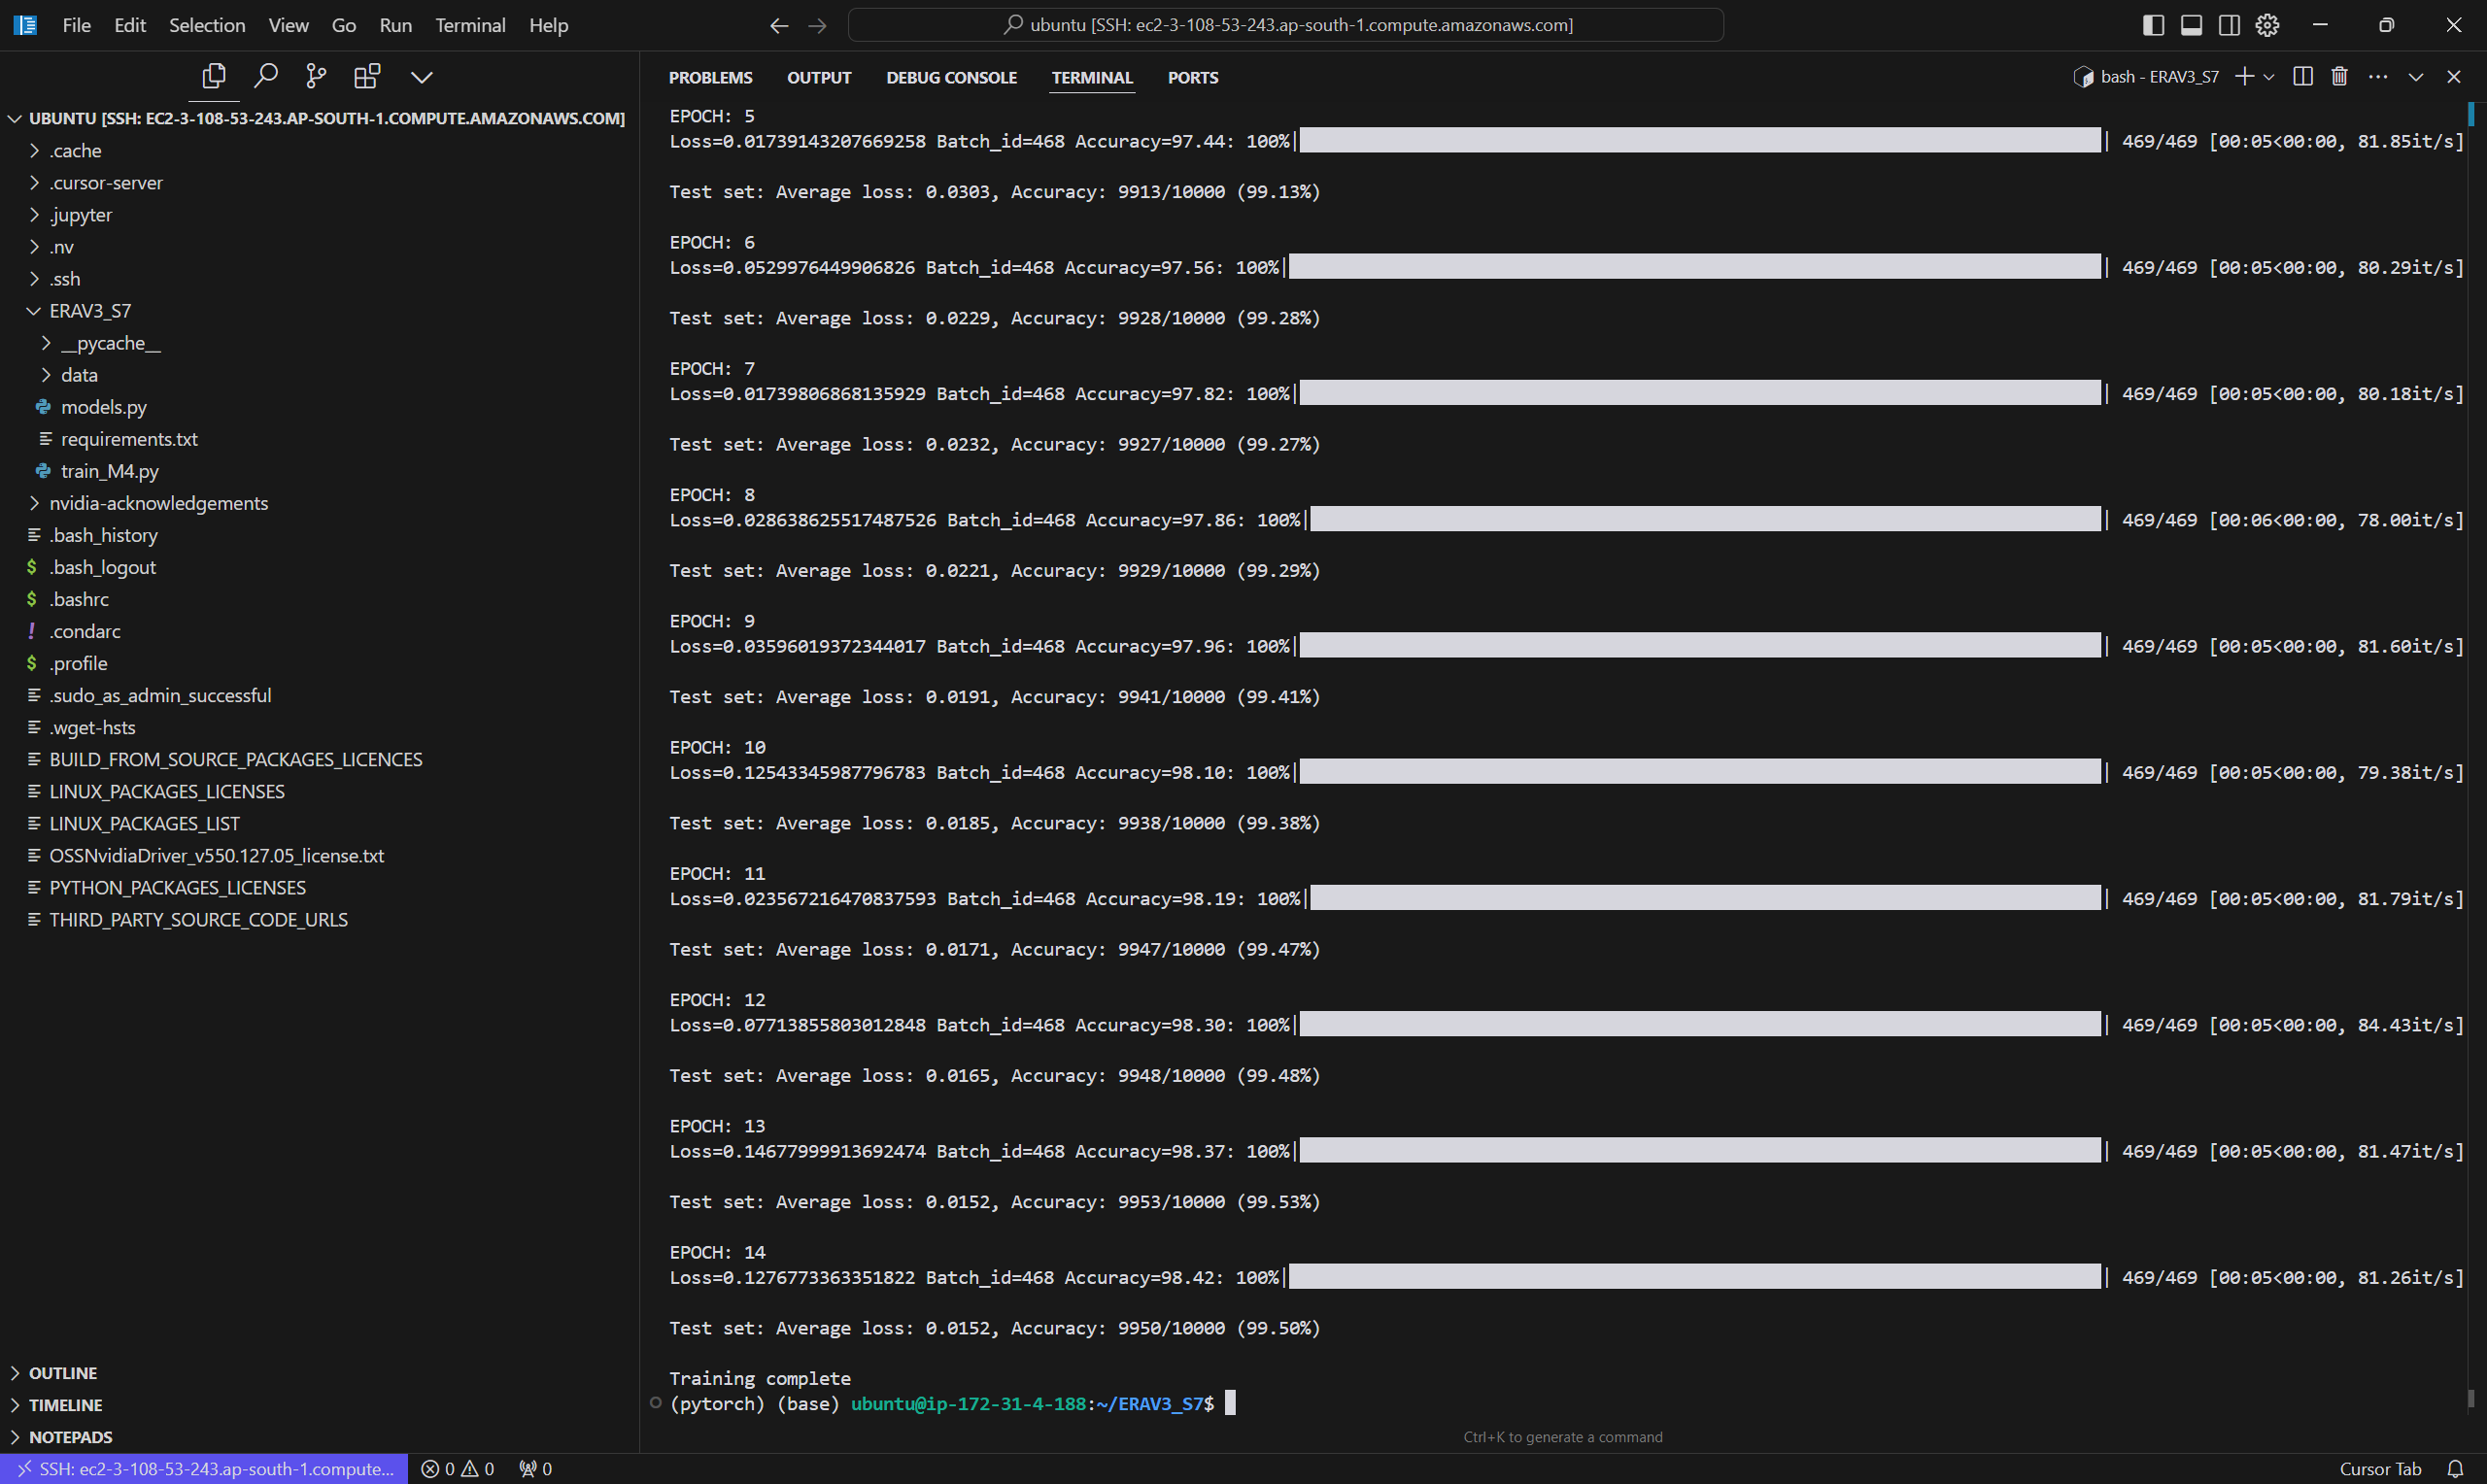 File Edit Selection View Go Run Terminal Help
ubuntu [SSH: ec2-3-108-53-243.ap-south-1.compute.amazonaws.com]
UBUNTU [SSH: EC2-3-108-53-243.AP-SOUTH-1.COMPUTE.AMAZONAWS.COM]
.cache
.cursor-server
.jupyter
.nv
.ssh
ERAV3_S7
__pycache__
data
models.py
requirements.txt
train_M4.py
nvidia-acknowledgements
.bash_history
$ .bash_logout
$ .bashrc
! .condarc
$ .profile
.sudo_as_admin_successful
.wget-hsts
BUILD_FROM_SOURCE_PACKAGES_LICENCES
LINUX_PACKAGES_LICENSES
LINUX_PACKAGES_LIST
OSSNvidiaDriver_v550.127.05_license.txt
PYTHON_PACKAGES_LICENSES
THIRD_PARTY_SOURCE_CODE_URLS
OUTLINE
TIMELINE
NOTEPADS
PROBLEMS OUTPUT DEBUG CONSOLE TERMINAL PORTS
bash - ERAV3_S7
EPOCH: 5
Loss=0.01739143207669258 Batch_id=468 Accuracy=97.44: 100%| | 469/469 [00:05<00:00, 81.85it/s]
Test set: Average loss: 0.0303, Accuracy: 9913/10000 (99.13%)
EPOCH: 6
Loss=0.0529976449906826 Batch_id=468 Accuracy=97.56: 100%| | 469/469 [00:05<00:00, 80.29it/s]
Test set: Average loss: 0.0229, Accuracy: 9928/10000 (99.28%)
EPOCH: 7
Loss=0.01739806868135929 Batch_id=468 Accuracy=97.82: 100%| | 469/469 [00:05<00:00, 80.18it/s]
Test set: Average loss: 0.0232, Accuracy: 9927/10000 (99.27%)
EPOCH: 8
Loss=0.028638625517487526 Batch_id=468 Accuracy=97.86: 100%| | 469/469 [00:06<00:00, 78.00it/s]
Test set: Average loss: 0.0221, Accuracy: 9929/10000 (99.29%)
EPOCH: 9
Loss=0.03596019372344017 Batch_id=468 Accuracy=97.96: 100%| | 469/469 [00:05<00:00, 81.60it/s]
Test set: Average loss: 0.0191, Accuracy: 9941/10000 (99.41%)
EPOCH: 10
Loss=0.12543345987796783 Batch_id=468 Accuracy=98.10: 100%| | 469/469 [00:05<00:00, 79.38it/s]
Test set: Average loss: 0.0185, Accuracy: 9938/10000 (99.38%)
EPOCH: 11
Loss=0.023567216470837593 Batch_id=468 Accuracy=98.19: 100%| | 469/469 [00:05<00:00, 81.79it/s]
Test set: Average loss: 0.0171, Accuracy: 9947/10000 (99.47%)
EPOCH: 12
Loss=0.07713855803012848 Batch_id=468 Accuracy=98.30: 100%| | 469/469 [00:05<00:00, 84.43it/s]
Test set: Average loss: 0.0165, Accuracy: 9948/10000 (99.48%)
EPOCH: 13
Loss=0.14677999913692474 Batch_id=468 Accuracy=98.37: 100%| | 469/469 [00:05<00:00, 81.47it/s]
Test set: Average loss: 0.0152, Accuracy: 9953/10000 (99.53%)
EPOCH: 14
Loss=0.1276773363351822 Batch_id=468 Accuracy=98.42: 100%| | 469/469 [00:05<00:00, 81.26it/s]
Test set: Average loss: 0.0152, Accuracy: 9950/10000 (99.50%)
Training complete
(pytorch) (base) ubuntu@ip-172-31-4-188:~/ERAV3_S7$
Ctrl+K to generate a command
SSH: ec2-3-108-53-243.ap-south-1.compute... 0 0 0 Cursor Tab